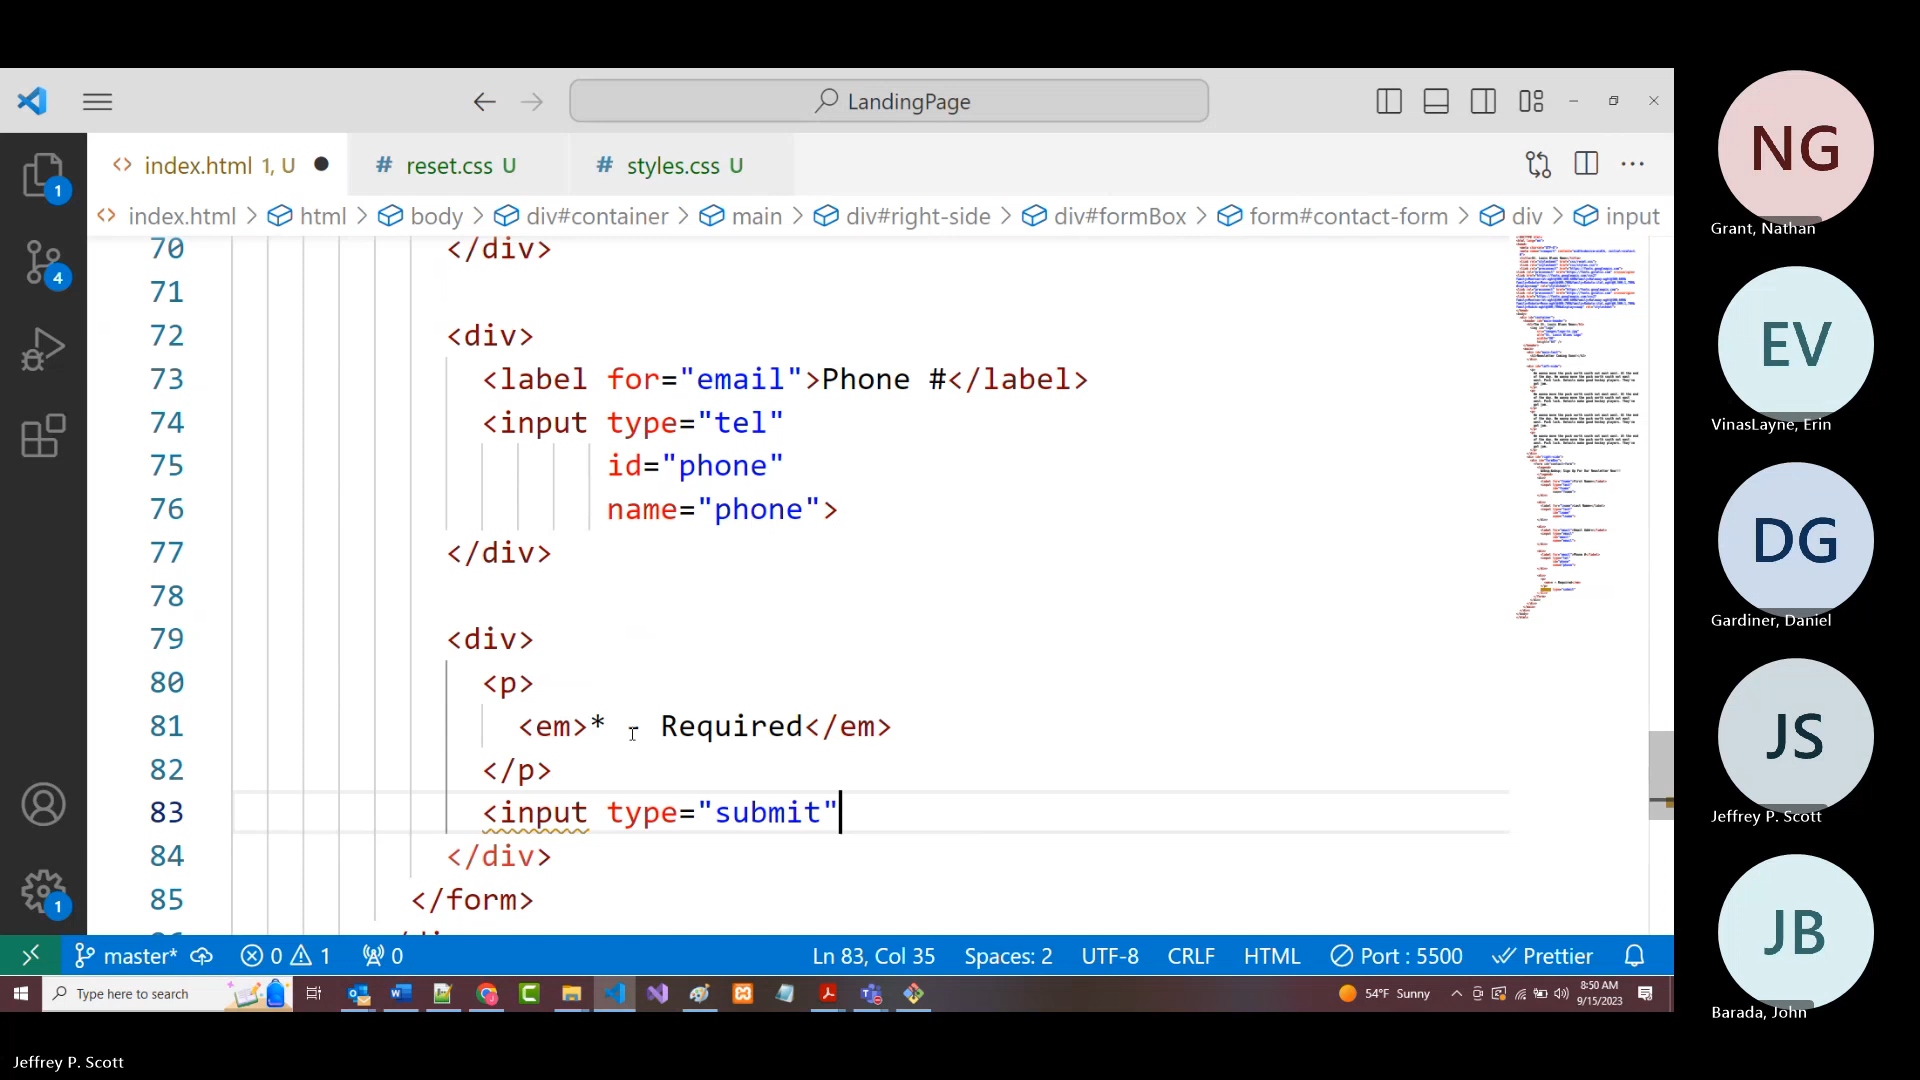 LandingPage
index.html 1, U
# reset.css U
# styles.css U
index.html > html > body > div#container > main > div#right-side > div#formBox > form#contact-form > div > input
70 </div>
71
72 <div>
73 <label for="email">Phone #</label>
74 <input type="tel"
75 id="phone"
76 name="phone">
77 </div>
78
79 <div>
80 <p>
81 <em>* - Required</em>
82 </p>
83 <input type="submit"
84 </div>
85 </form>
1
4
1
master* 0 1 0 Ln 83, Col 35 Spaces: 2 UTF-8 CRLF HTML Port : 5500 Prettier
Type here to search
54°F Sunny
8:50 AM
9/15/2023
Jeffrey P. Scott
NG
Grant, Nathan
EV
VinasLayne, Erin
DG
Gardiner, Daniel
JS
Jeffrey P. Scott
JB
Barada, John